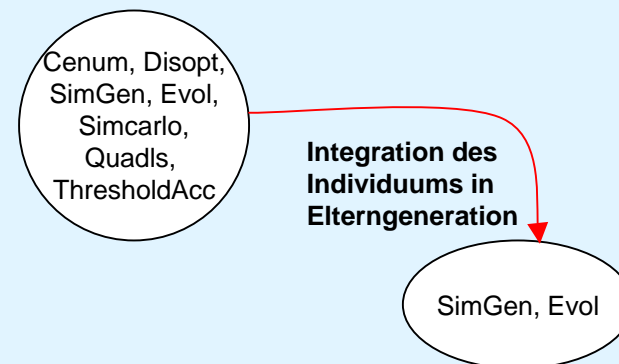 Cenum, Disopt,
SimGen, Evol,
Simcarlo,
Quadls,
ThresholdAcc
Integration des
Individuums in
Elterngeneration
SimGen, Evol